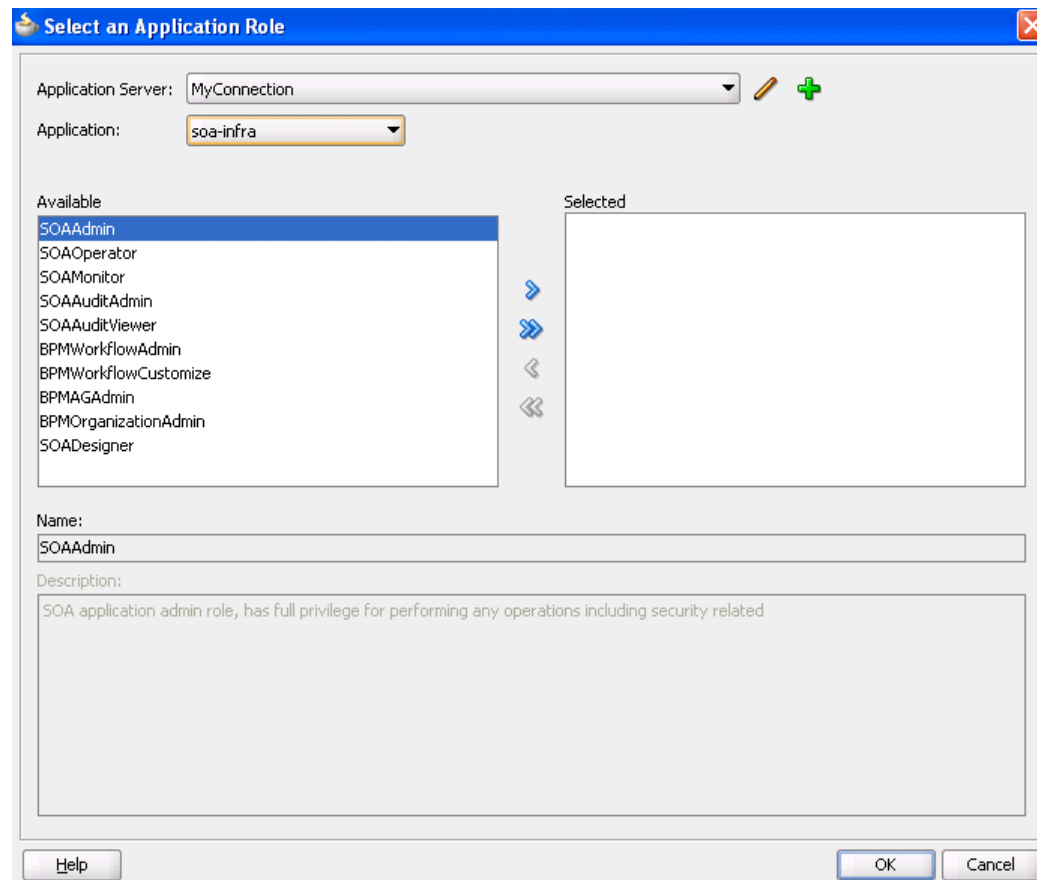 Select an Application Role
Application Server: MyConnection
Application: soa-infra
Available Selected
SOAAdmin
SOAOperator
SOAMonitor
SOAAuditAdmin
SOAAuditViewer
BPMWorkflowAdmin
BPMWorkflowCustomize
BPMAGAdmin
BPMOrganizationAdmin
SOADesigner
Name:
SOAAdmin
Description:
SOA application admin role, has full privilege for performing any operations including security related
Help OK Cancel